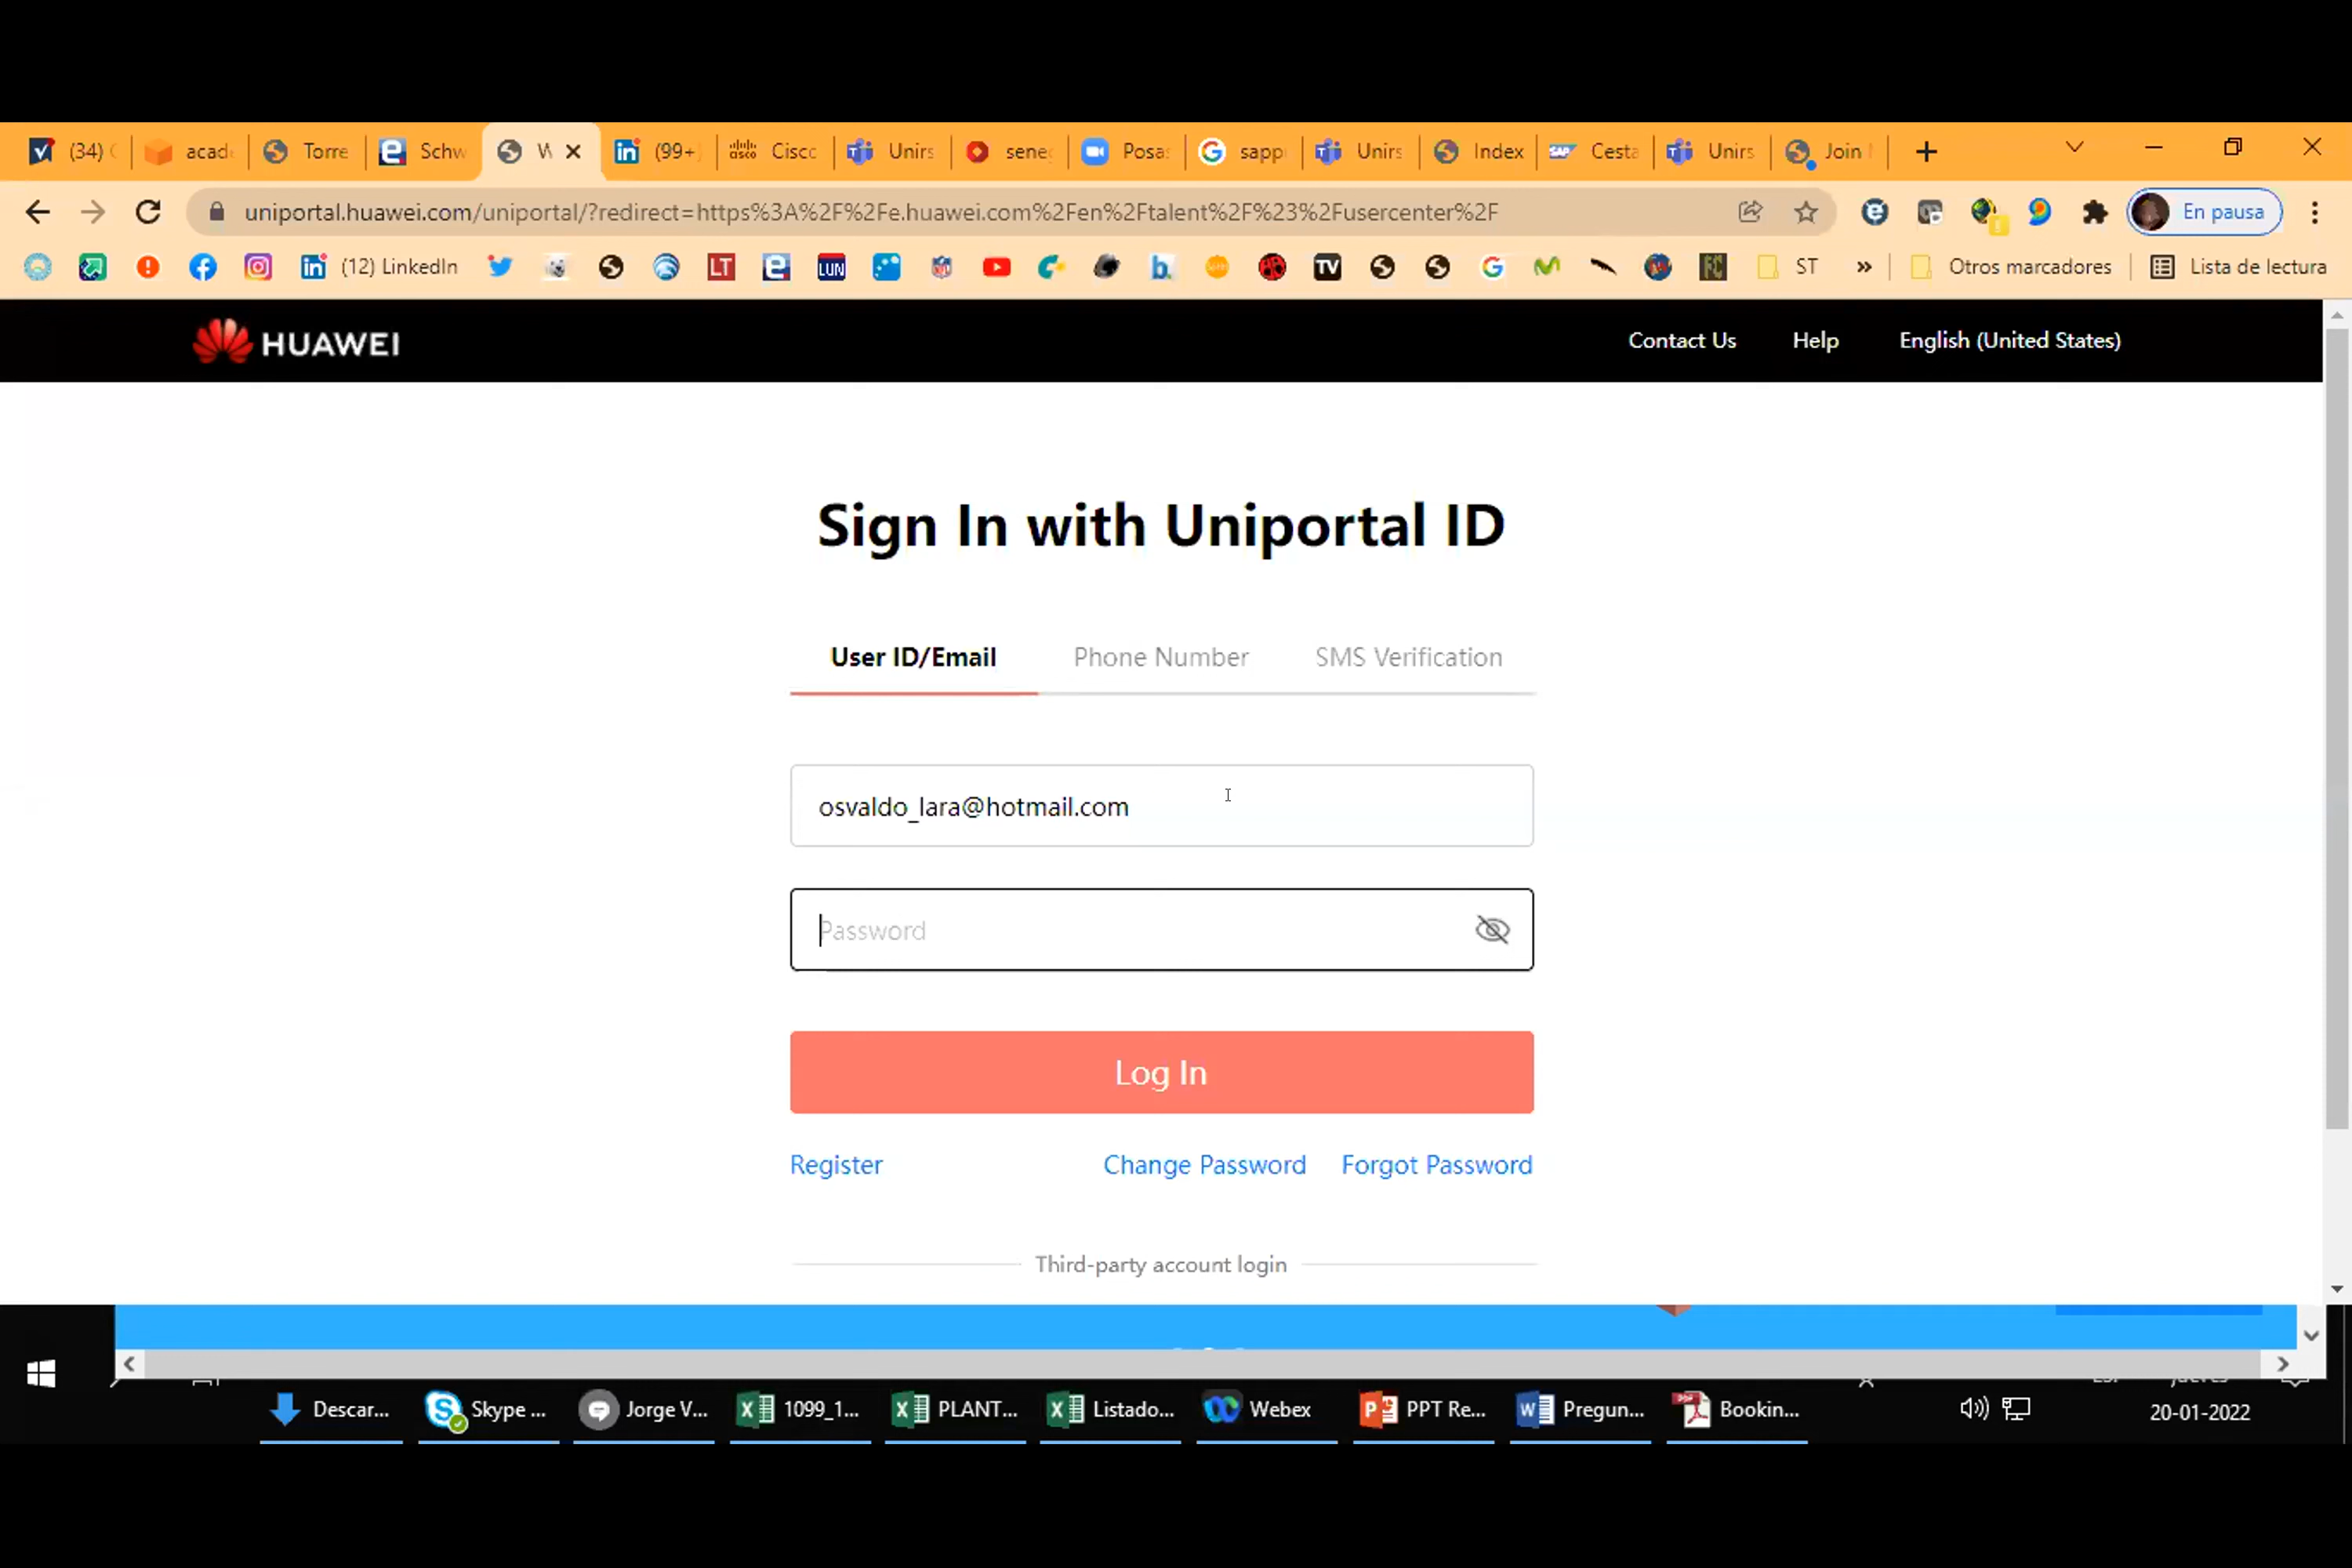 (34)
acad
Torre
Schw
(99+
Cisco
Unirs
sene
Posa
sapp
Unirs
Index
Cesta
Unirs
Join
uniportal.huawei.com/uniportal/?redirect=https%3A%2F%2Fe.huawei.com%2Fen%2Ftalent%2F%23%2Fusercenter%2F
En pausa
(12) LinkedIn
LT
LUN
TV
FC
ST
»
Otros marcadores
Lista de lectura
HUAWEI
Contact Us
Help
English (United States)
Sign In with Uniportal ID
User ID/Email
Phone Number
SMS Verification
osvaldo_lara@hotmail.com
Password
Log In
Register
Change Password
Forgot Password
Third-party account login
Descar...
Skype ...
Jorge V...
1099_1...
PLANT...
Listado...
Webex
PPT Re...
Pregun...
Bookin...
20-01-2022